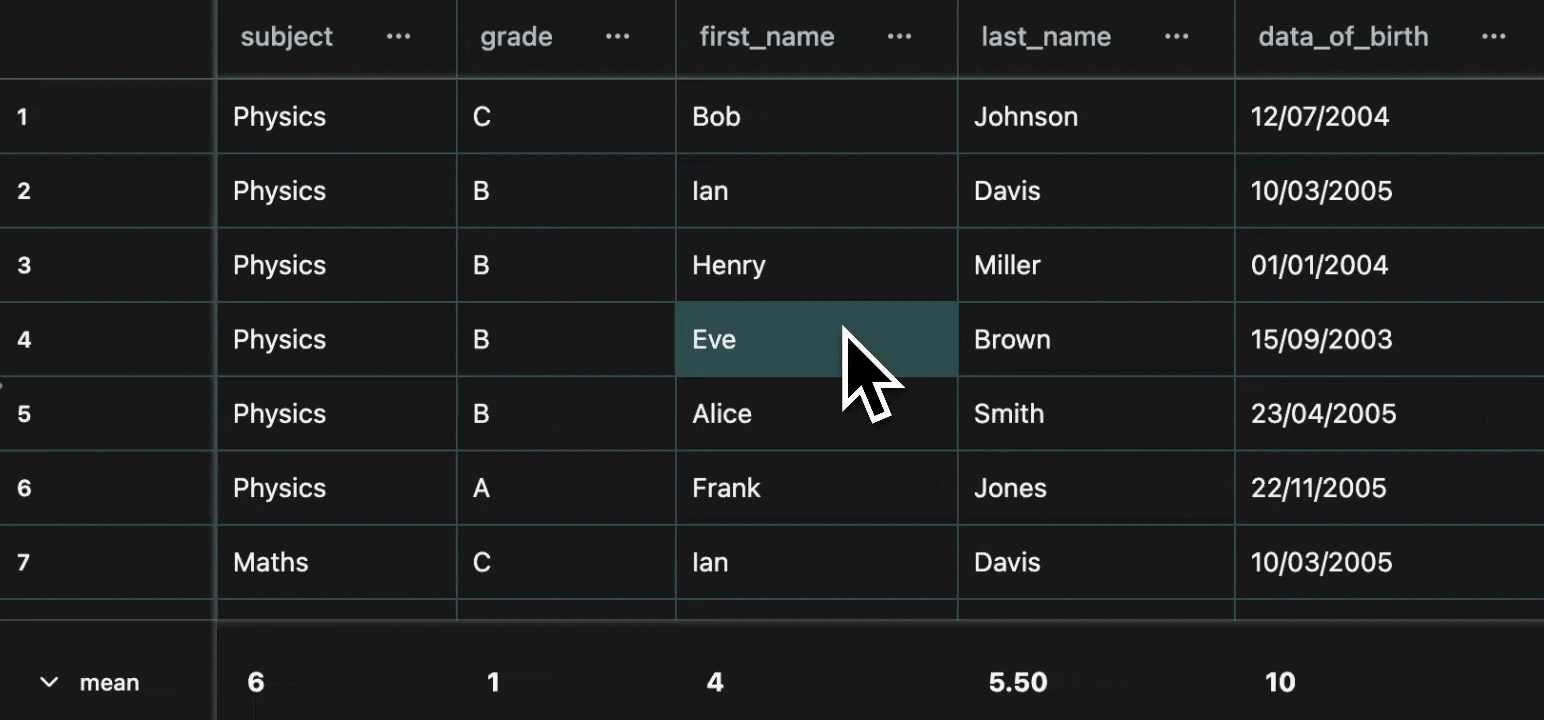 subject ··· grade ··· first_name ··· last_name ··· data_of_birth ···
1 Physics C Bob Johnson 12/07/2004
2 Physics B Ian Davis 10/03/2005
3 Physics B Henry Miller 01/01/2004
4 Physics B Eve Brown 15/09/2003
5 Physics B Alice Smith 23/04/2005
6 Physics A Frank Jones 22/11/2005
7 Maths C Ian Davis 10/03/2005
mean 6 1 4 5.50 10